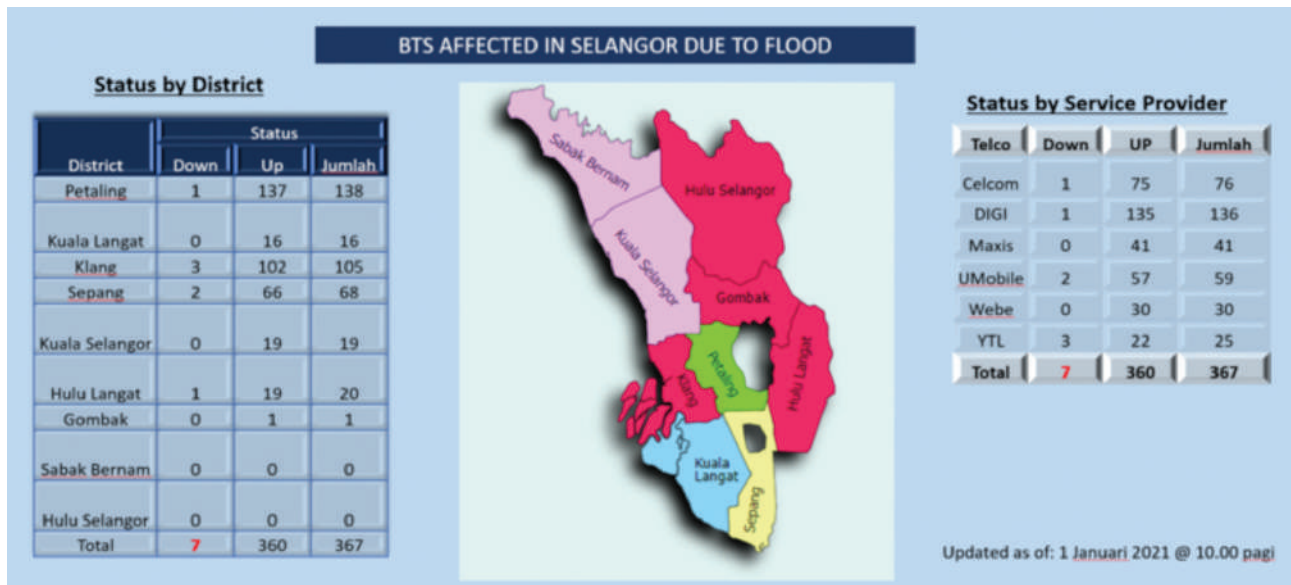 BTS AFFECTED IN SELANGOR DUE TO FLOOD
Status by District
Status
District Down Up Jumlah
Petaling 1 137 138
Kuala Langat 0 16 16
Klang 3 102 105
Sepang 2 66 68
Kuala Selangor 0 19 19
Hulu Langat 1 19 20
Gombak 0 1 1
Sabak Bernam 0 0 0
Hulu Selangor 0 0 0
Total 7 360 367
Sabak Bernam
Hulu Selangor
Kuala Selangor
Gombak
Petaling
Klang
Hulu Langat
Kuala
Langat
Sepang
Status by Service Provider
Telco Down UP Jumlah
Celcom 1 75 76
DIGI 1 135 136
Maxis 0 41 41
UMobile 2 57 59
Webe 0 30 30
YTL 3 22 25
Total 7 360 367
Updated as of: 1 Januari 2021 @ 10.00 pagi